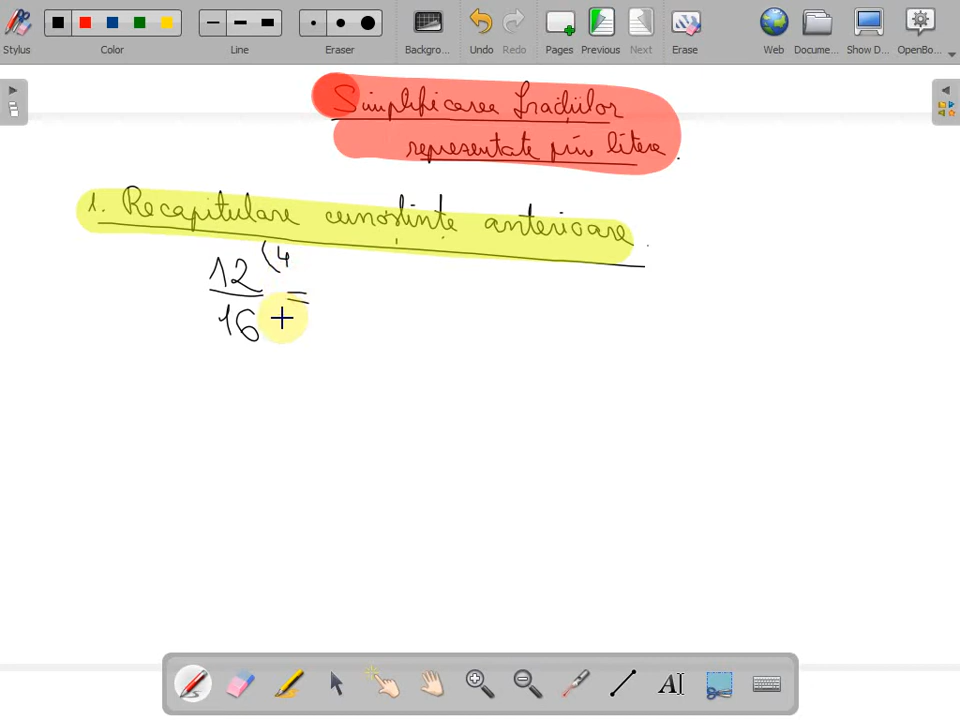 Stylus
Color
Line
Eraser
Backgro...
Undo
Redo
Pages
Previous
Next
Erase
Web
Docume...
Show D...
OpenBo...
Simplificarea fracțiilor
reprezentate prin litere.
1. Recapitulare cunoștințe anterioare.
12 (4
16 =